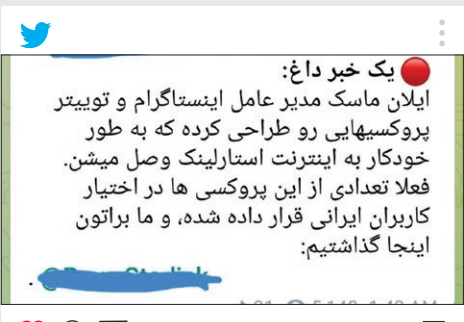 یک خبر داغ:
ایلان ماسک مدیر عامل اینستاگرام و توییتر
پروکسیهایی رو طراحی کرده که به طور
خودکار به اینترنت استارلینک وصل میشن.
فعلا تعدادی از این پروکسی ها در اختیار
کاربران ایرانی قرار داده شده، و ما براتون
اینجا گذاشتیم: